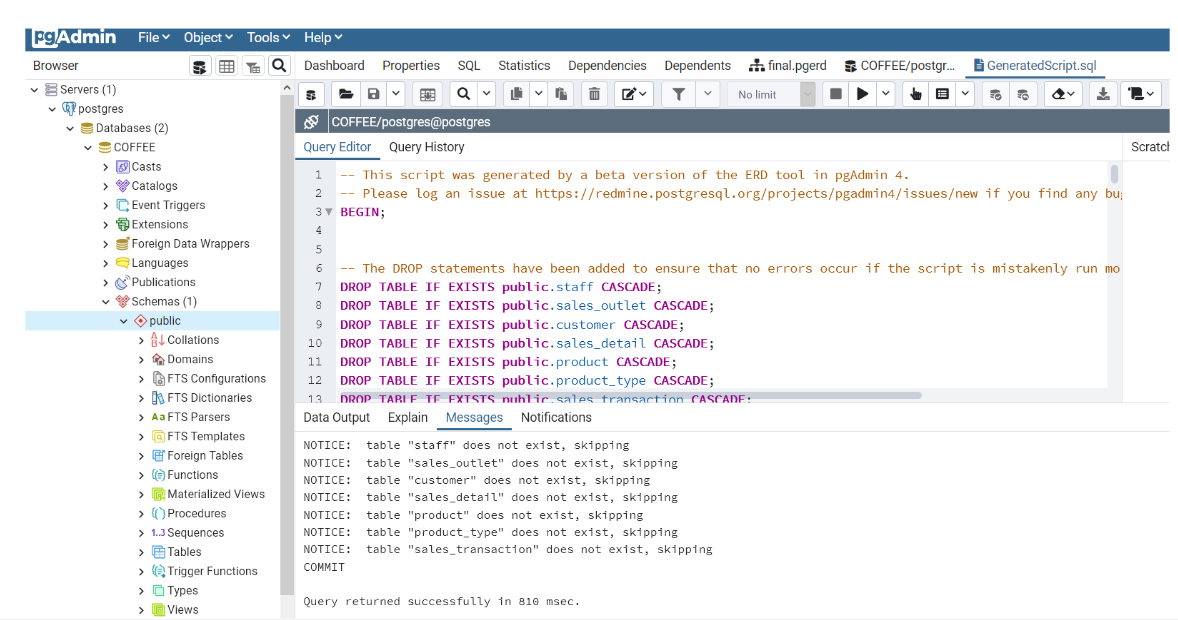 pgAdmin File Object Tools Help
Browser
Dashboard Properties SQL Statistics Dependencies Dependents final.pgerd COFFEE/postgr... GeneratedScript.sql
Servers (1)
postgres
Databases (2)
COFFEE
Casts
Catalogs
Event Triggers
Extensions
Foreign Data Wrappers
Languages
Publications
Schemas (1)
public
Collations
Domains
FTS Configurations
FTS Dictionaries
FTS Parsers
FTS Templates
Foreign Tables
Functions
Materialized Views
Procedures
1..3 Sequences
Tables
Trigger Functions
Types
Views
No limit
COFFEE/postgres@postgres
Query Editor Query History
Scratch
1 -- This script was generated by a beta version of the ERD tool in pgAdmin 4.
2 -- Please log an issue at https://redmine.postgresql.org/projects/pgadmin4/issues/new if you find any bu
3 BEGIN;
4
5
6 -- The DROP statements have been added to ensure that no errors occur if the script is mistakenly run mo
7 DROP TABLE IF EXISTS public.staff CASCADE;
8 DROP TABLE IF EXISTS public.sales_outlet CASCADE;
9 DROP TABLE IF EXISTS public.customer CASCADE;
10 DROP TABLE IF EXISTS public.sales_detail CASCADE;
11 DROP TABLE IF EXISTS public.product CASCADE;
12 DROP TABLE IF EXISTS public.product_type CASCADE;
13 DROP TABLE IF EXISTS public.sales_transaction CASCADE;
Data Output Explain Messages Notifications
NOTICE: table "staff" does not exist, skipping
NOTICE: table "sales_outlet" does not exist, skipping
NOTICE: table "customer" does not exist, skipping
NOTICE: table "sales_detail" does not exist, skipping
NOTICE: table "product" does not exist, skipping
NOTICE: table "product_type" does not exist, skipping
NOTICE: table "sales_transaction" does not exist, skipping
COMMIT
Query returned successfully in 810 msec.